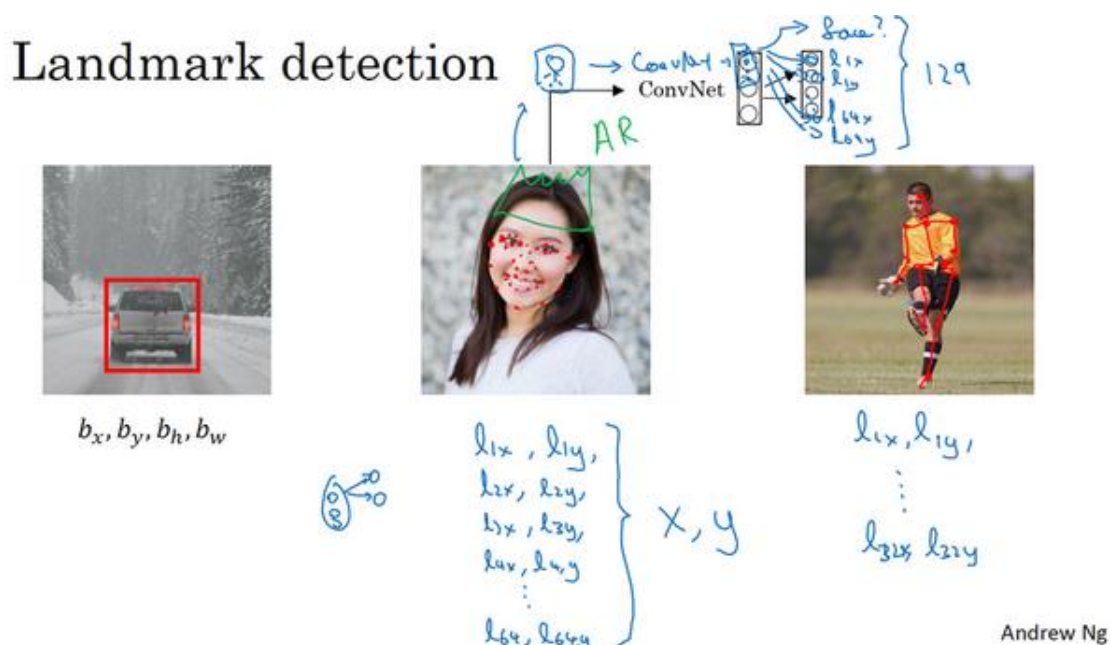 Landmark detection
→ ConvNet → face?
ConvNet
l1x
l1y
l64x
l64y
129
AR
bx, by, bh, bw
l1x, l1y,
l2x, l2y,
l3x, l3y,
l4x, l4y
⋮
l64, l64y
x, y
l1x, l1y,
⋮
l32x, l32y
Andrew Ng